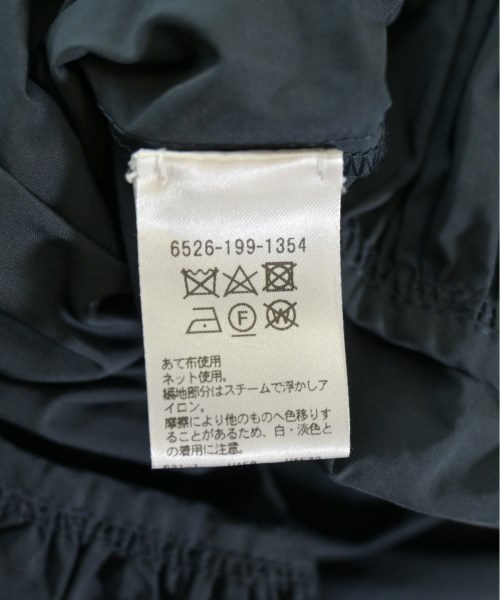 6526-199-1354
F
W
あて布使用
ネット使用。
編地部分はスチームで浮かしア
イロン。
摩擦により他のものへ色移りす
ることがあるため、白・淡色と
の着用に注意。